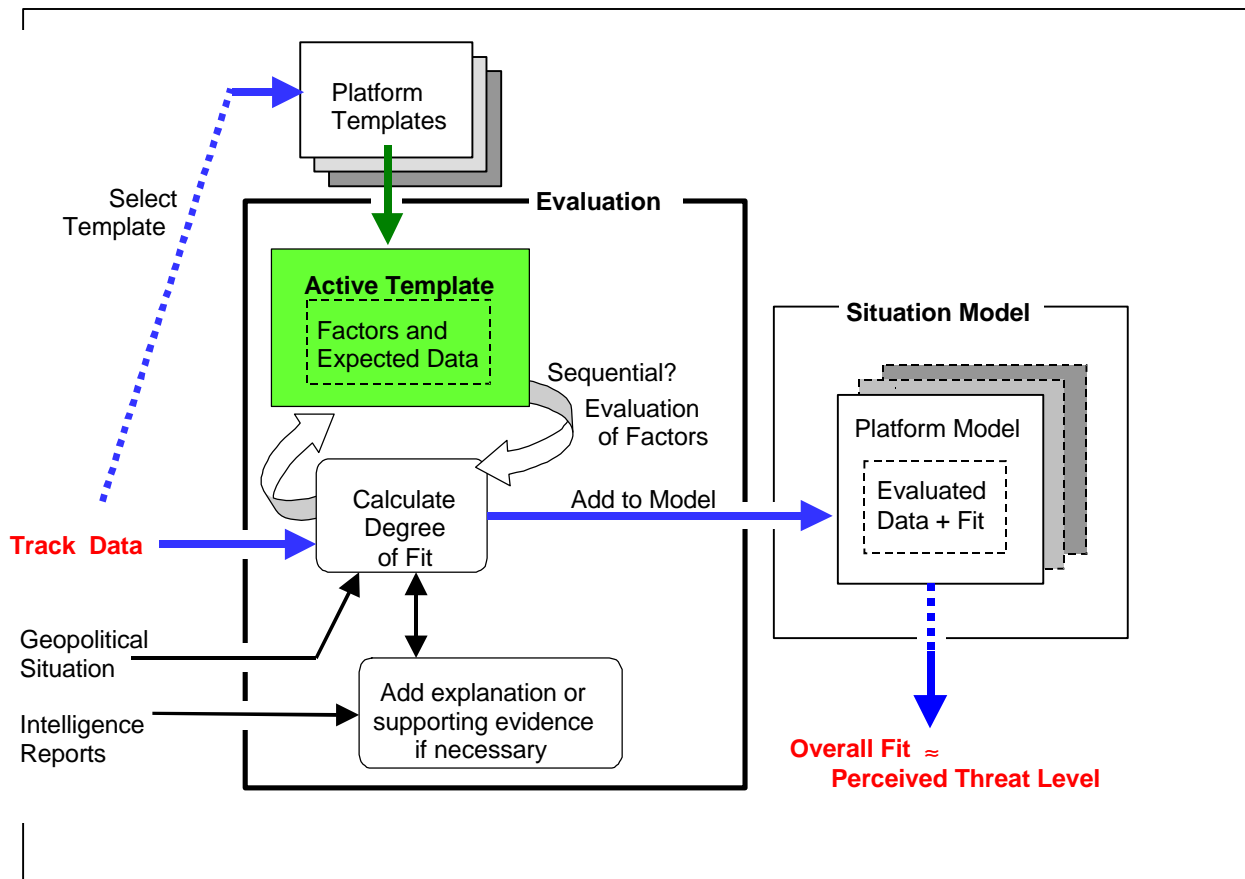 Platform
Templates
Select
Template
Evaluation
Active Template
Factors and
Expected Data
Sequential?
Evaluation
of Factors
Situation Model
Platform Model
Evaluated
Data + Fit
Calculate
Degree
of Fit
Add to Model
Track Data
Geopolitical
Situation
Intelligence
Reports
Add explanation or
supporting evidence
if necessary
Overall Fit ≈
Perceived Threat Level